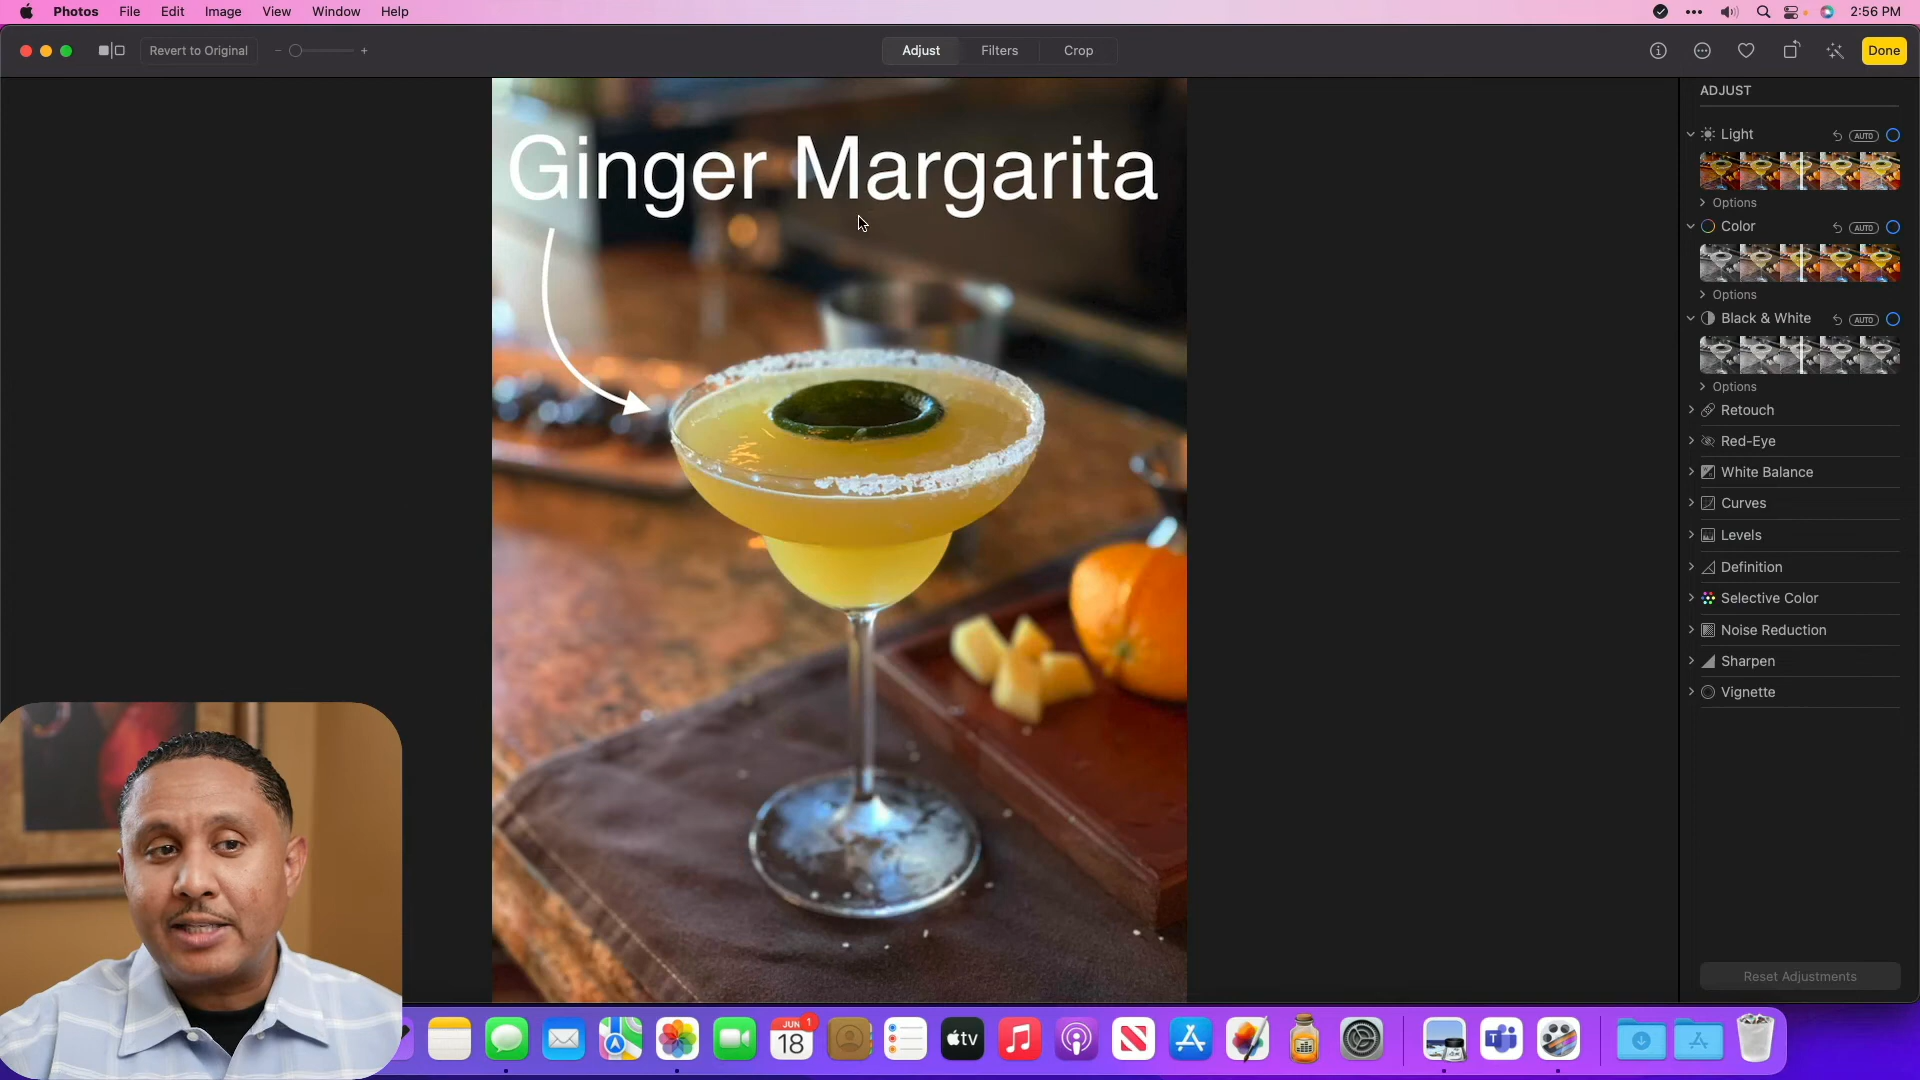 Photos File Edit Image View Window Help 2:56 PM
Revert to Original Adjust Filters Crop Done
ADJUST
Ginger Margarita
Light AUTO
Options
Color AUTO
Options
Black & White AUTO
Options
Retouch
Red-Eye
White Balance
Curves
Levels
Definition
Selective Color
Noise Reduction
Sharpen
Vignette
Reset Adjustments
JUN 1
18
tv